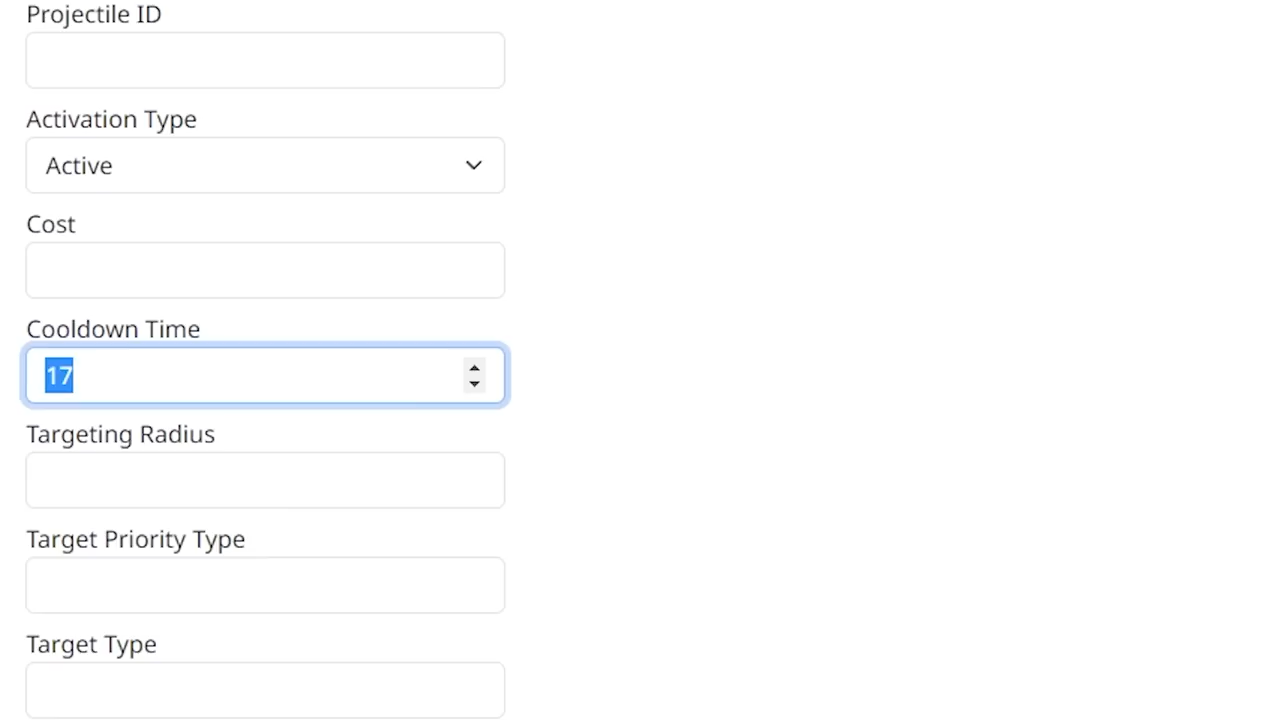 Projectile ID
Activation Type
Active
Cost
Cooldown Time
17
Targeting Radius
Target Priority Type
Target Type